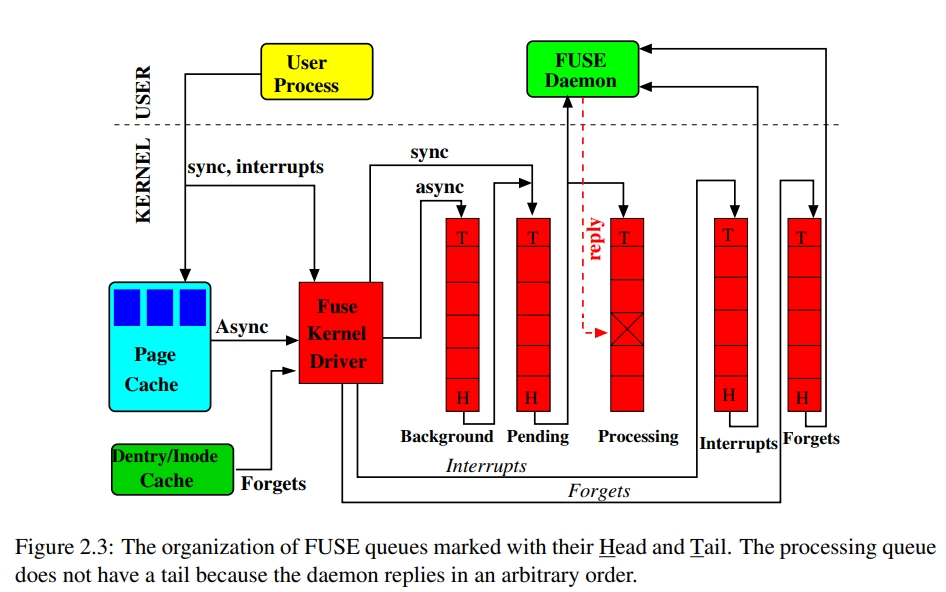 User
Process
FUSE
Daemon
USER
KERNEL
sync, interrupts
sync
async
reply
T
T
T
T
T
Fuse
Kernel
Driver
Async
Page
Cache
H
H
H
H
Background
Pending
Processing
Interrupts
Forgets
Dentry/Inode
Cache
Forgets
Interrupts
Forgets
Figure 2.3: The organization of FUSE queues marked with their Head and Tail. The processing queue
does not have a tail because the daemon replies in an arbitrary order.